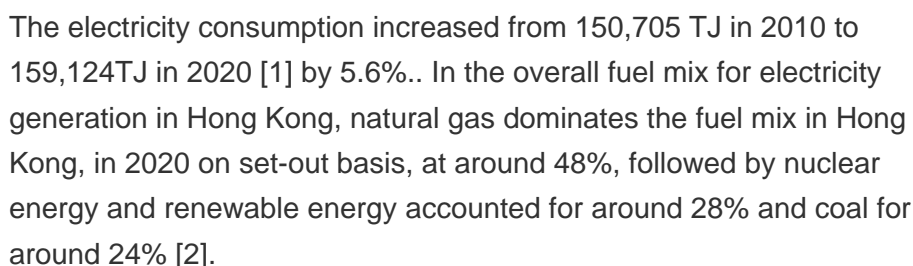 The electricity consumption increased from 150,705 TJ in 2010 to
159,124TJ in 2020 [1] by 5.6%.. In the overall fuel mix for electricity
generation in Hong Kong, natural gas dominates the fuel mix in Hong
Kong, in 2020 on set-out basis, at around 48%, followed by nuclear
energy and renewable energy accounted for around 28% and coal for
around 24% [2].